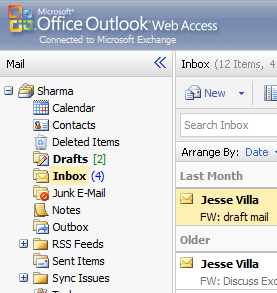 Microsoft®
Office Outlook® Web Access
Connected to Microsoft Exchange
Mail
Sharma
Calendar
Contacts
Deleted Items
Drafts [2]
Inbox (4)
Junk E-Mail
Notes
Outbox
RSS Feeds
Sent Items
Sync Issues
Inbox (12 Items, 4
New
Search Inbox
Arrange By: Date
Last Month
Jesse Villa
FW: draft mail
Older
Jesse Villa
FW: Discuss Exc